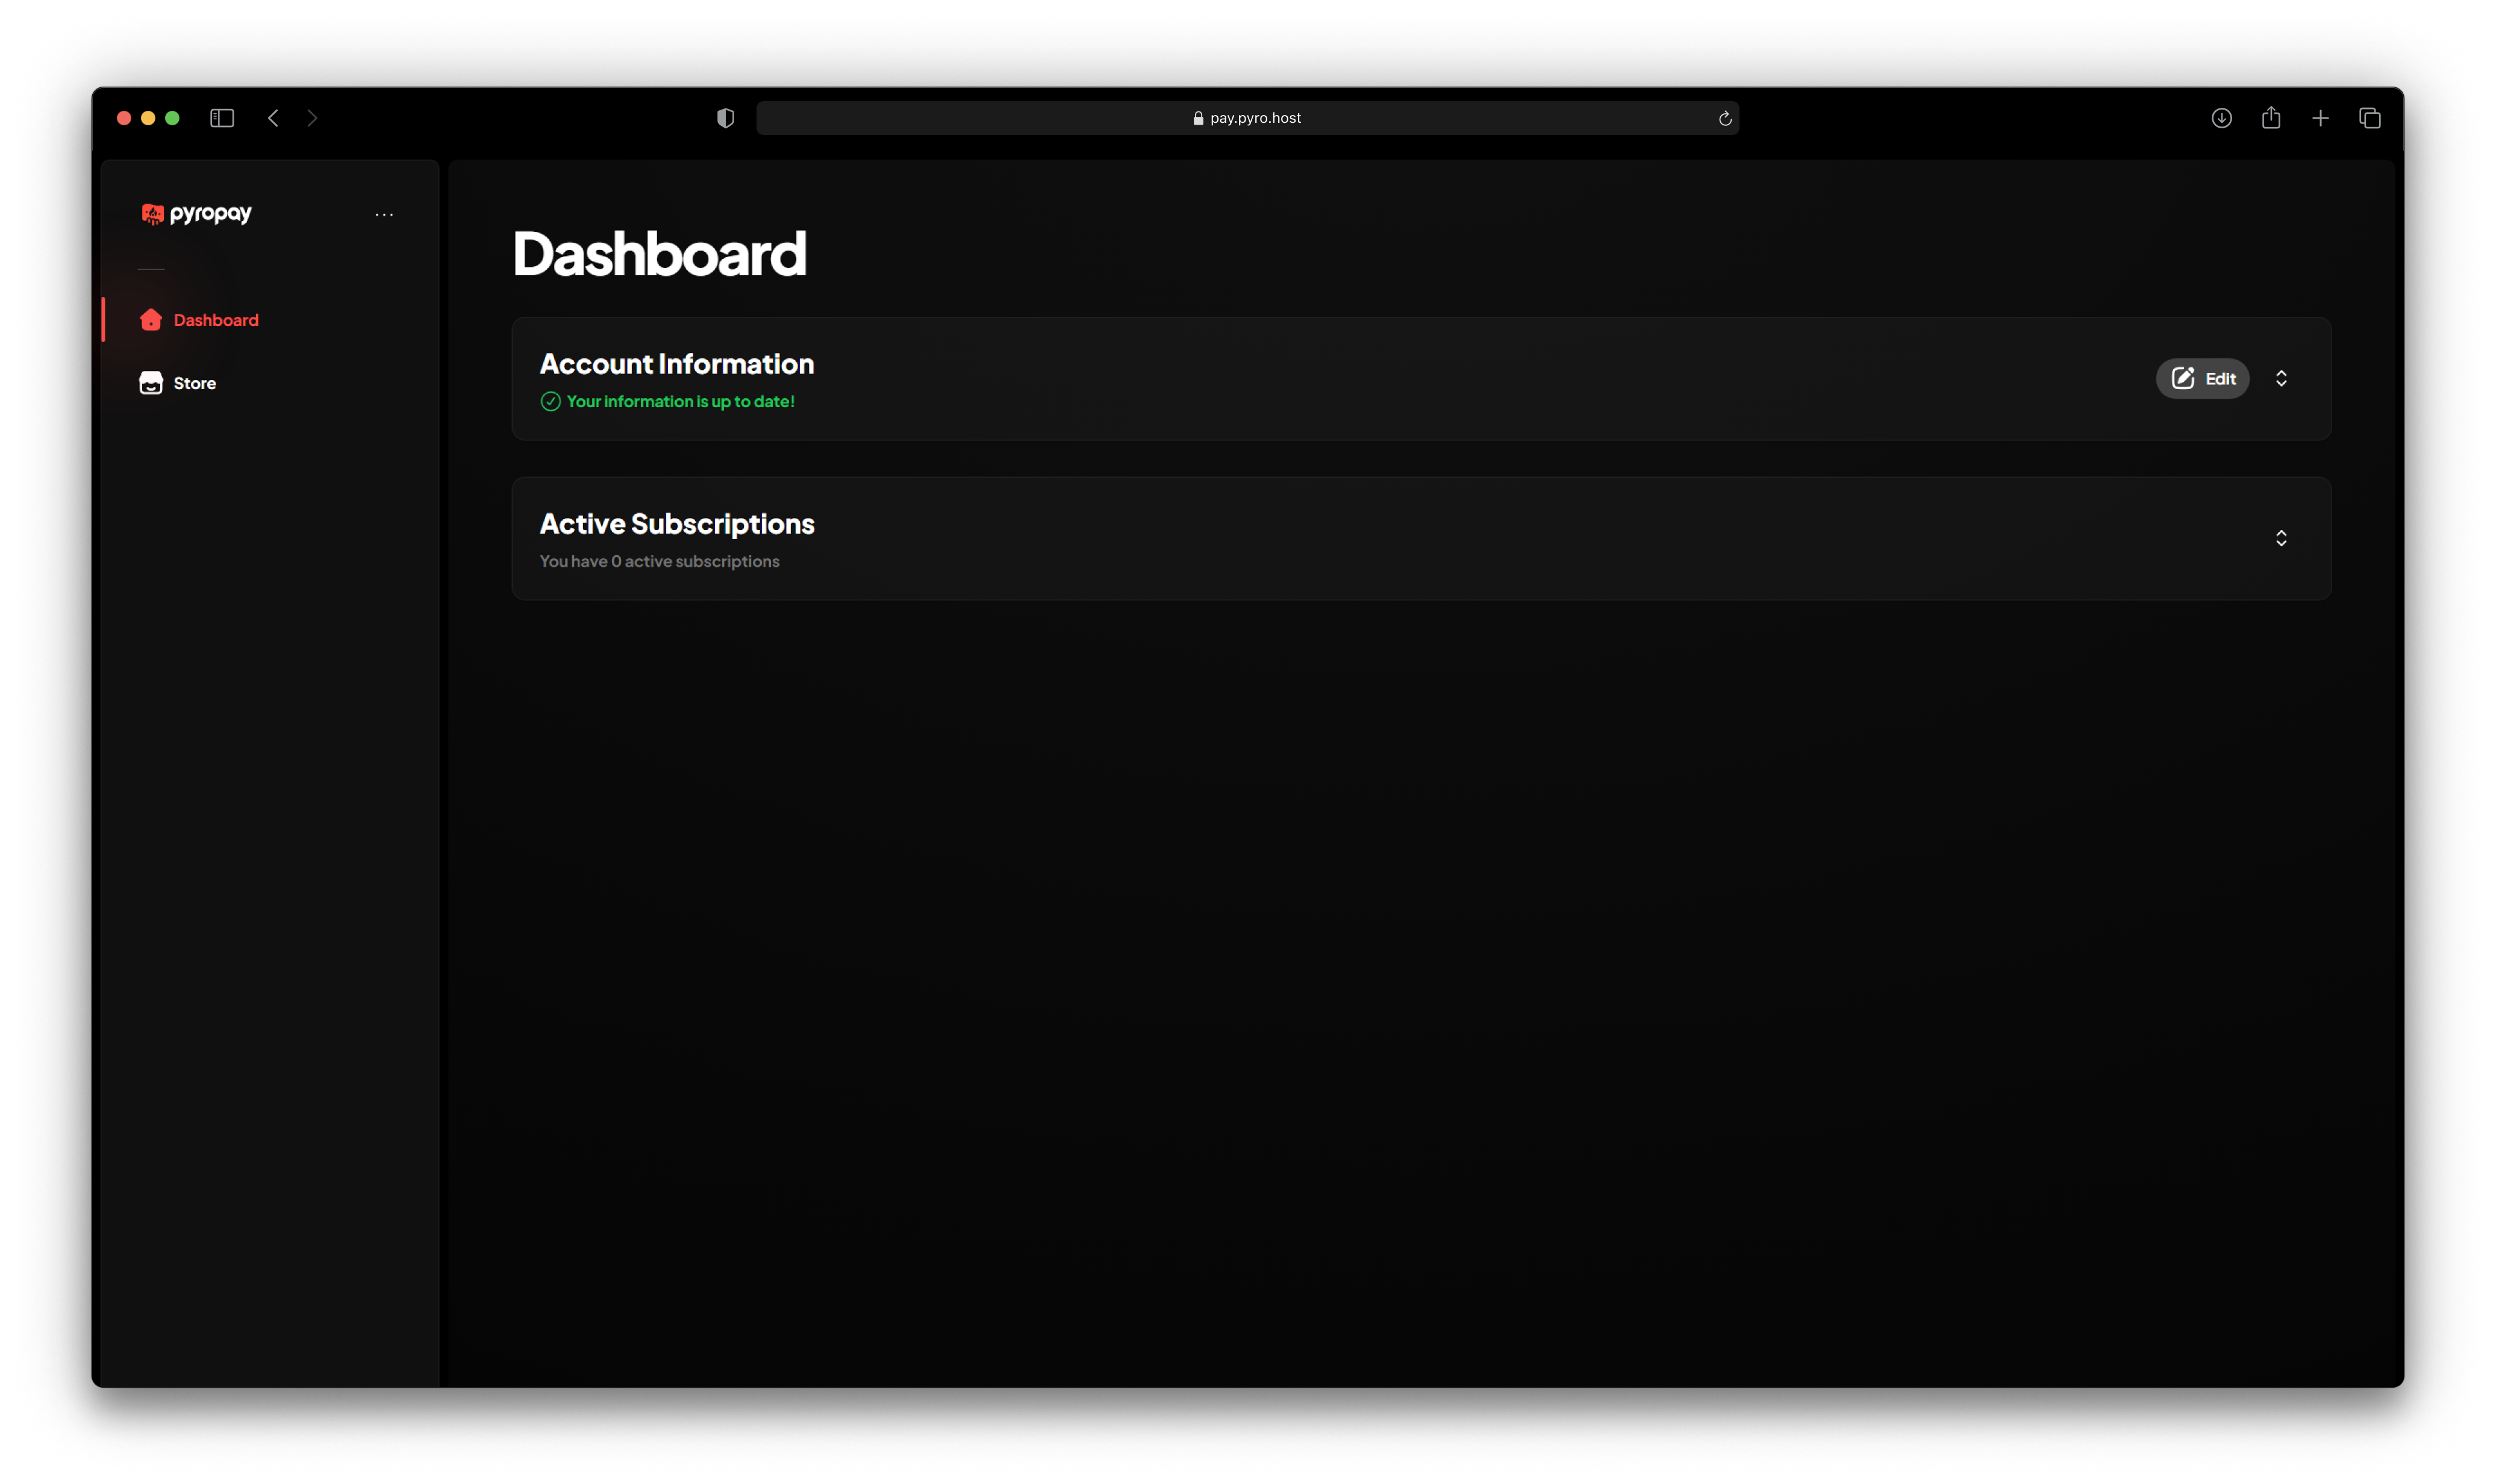 pay.pyro.host
pyropay
...
Dashboard
Store
Dashboard
Account Information
Your information is up to date!
Edit
Active Subscriptions
You have 0 active subscriptions